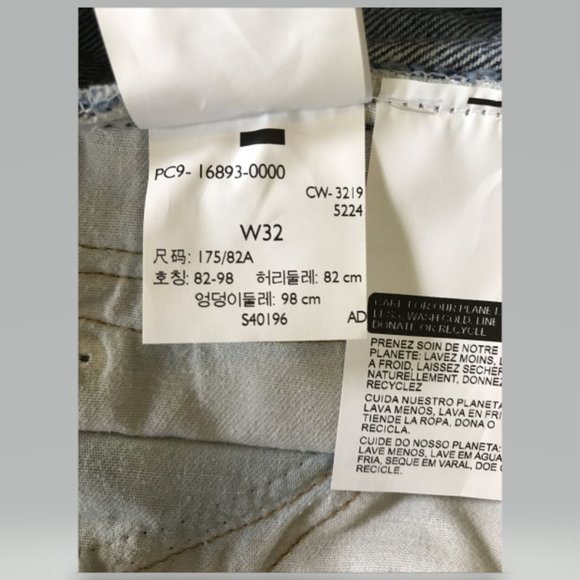 PC9- 16893-0000
CW- 3219
5224
W32
尺码: 175/82A
호칭: 82-98 허리둘레: 82 cm
엉덩이둘레: 98 cm
S40196 AD
CARE FOR OUR PLANET
LESS, WASH COLD, LINE
DONATE OR RECYCLE
PRENEZ SOIN DE NOTRE
PLANETE: LAVEZ MOINS, L
A FROID, LAISSEZ SECHER
NATURELLEMENT, DONNEZ
RECYCLEZ
CUIDA NUESTRO PLANETA
LAVA MENOS, LAVA EN FRI
TIENDE LA ROPA, DONA O
RECICLA.
CUIDE DO NOSSO PLANETA:
LAVE MENOS, LAVE EM ÁGUA
FRIA, SEQUE EM VARAL, DOE O
RECICLE.